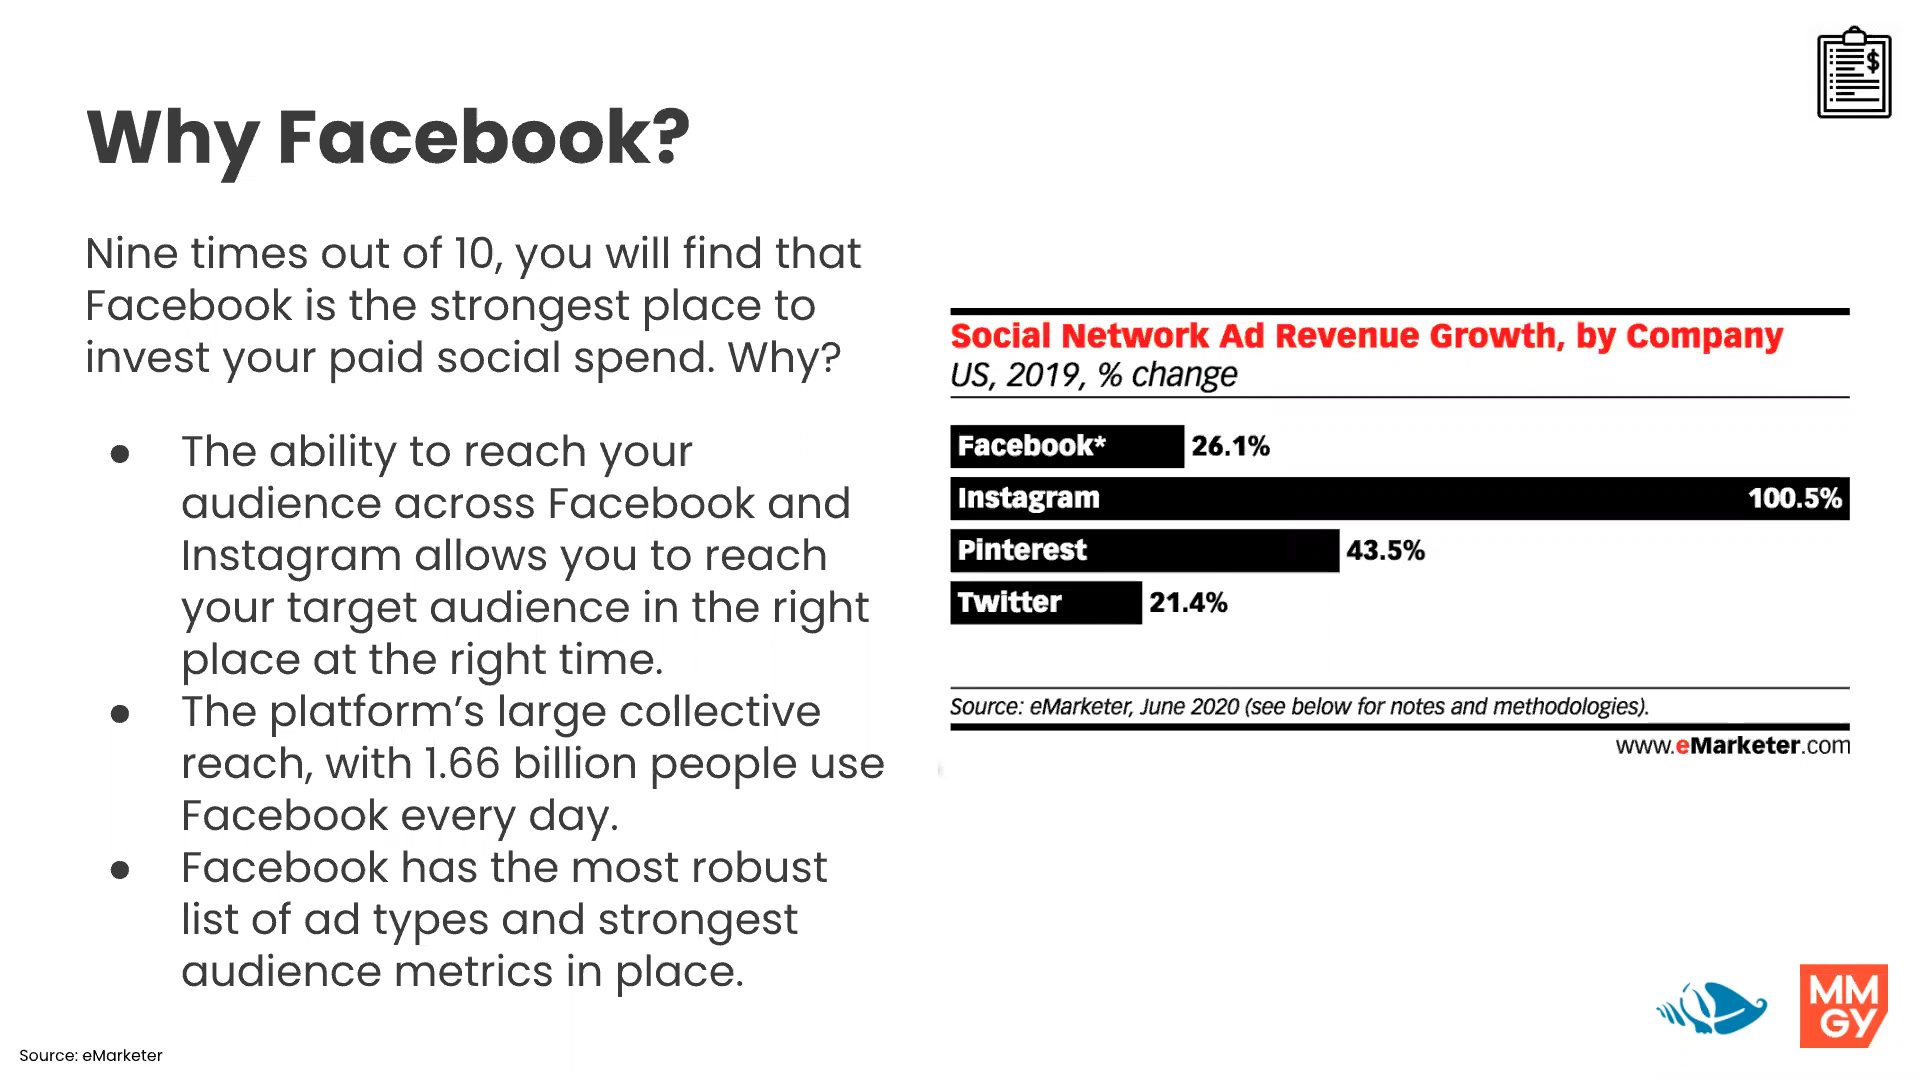 Why Facebook?
Nine times out of 10, you will find that
Facebook is the strongest place to
invest your paid social spend. Why?
● The ability to reach your
audience across Facebook and
Instagram allows you to reach
your target audience in the right
place at the right time.
● The platform's large collective
reach, with 1.66 billion people use
Facebook every day.
● Facebook has the most robust
list of ad types and strongest
audience metrics in place.
Source: eMarketer
$
Social Network Ad Revenue Growth, by Company
US, 2019, % change
Facebook* 26.1%
Instagram 100.5%
Pinterest 43.5%
Twitter 21.4%
Source: eMarketer, June 2020 (see below for notes and methodologies).
www.eMarketer.com
MM
GY